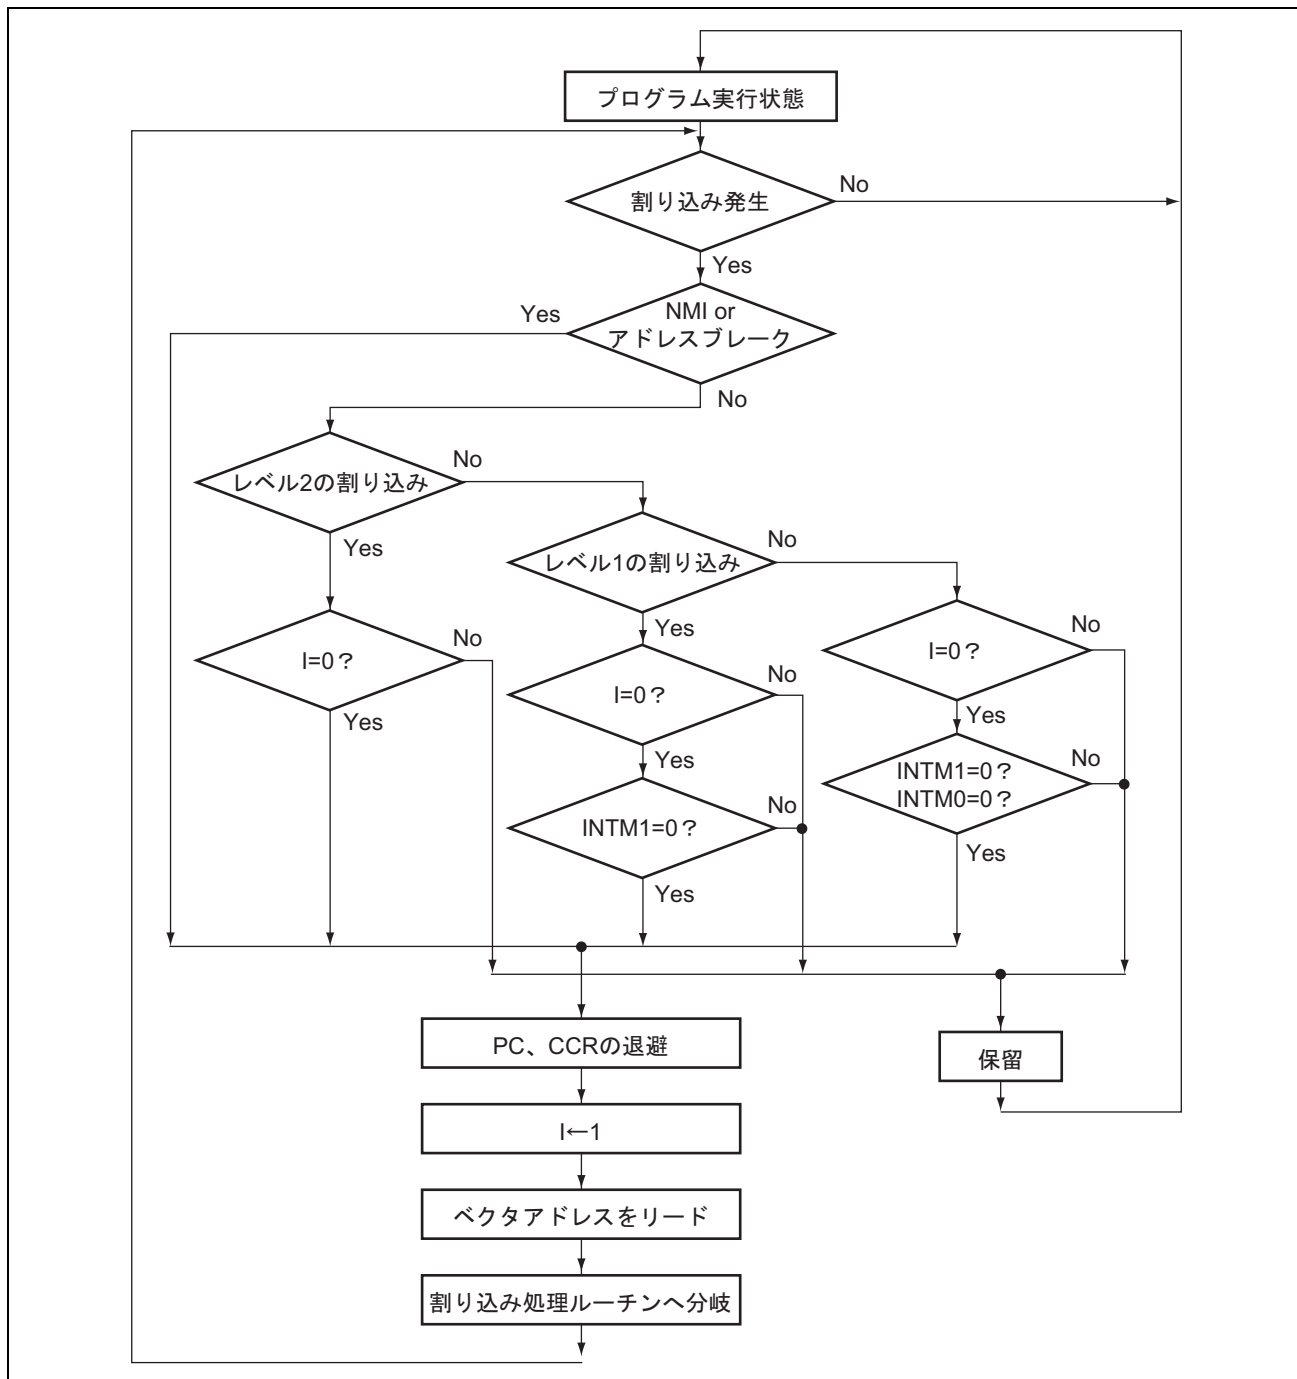 プログラム実行状態
割り込み発生
No
Yes
NMI or
アドレスブレーク
Yes
No
レベル2の割り込み
No
Yes
レベル1の割り込み
No
Yes
I=0？
No
Yes
I=0？
No
Yes
I=0？
No
Yes
INTM1=0？
No
Yes
INTM1=0？
INTM0=0？
No
Yes
PC、CCRの退避
保留
I←1
ベクタアドレスをリード
割り込み処理ルーチンへ分岐